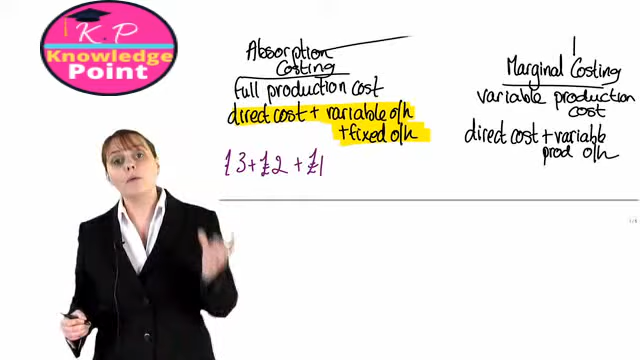 K.P
Knowledge
Point
Absorption
Costing
full production cost
direct cost + variable o/h
+ fixed o/h
£3 + £2 + £1
Marginal Costing
variable production
cost
direct cost + variable
prod o/h